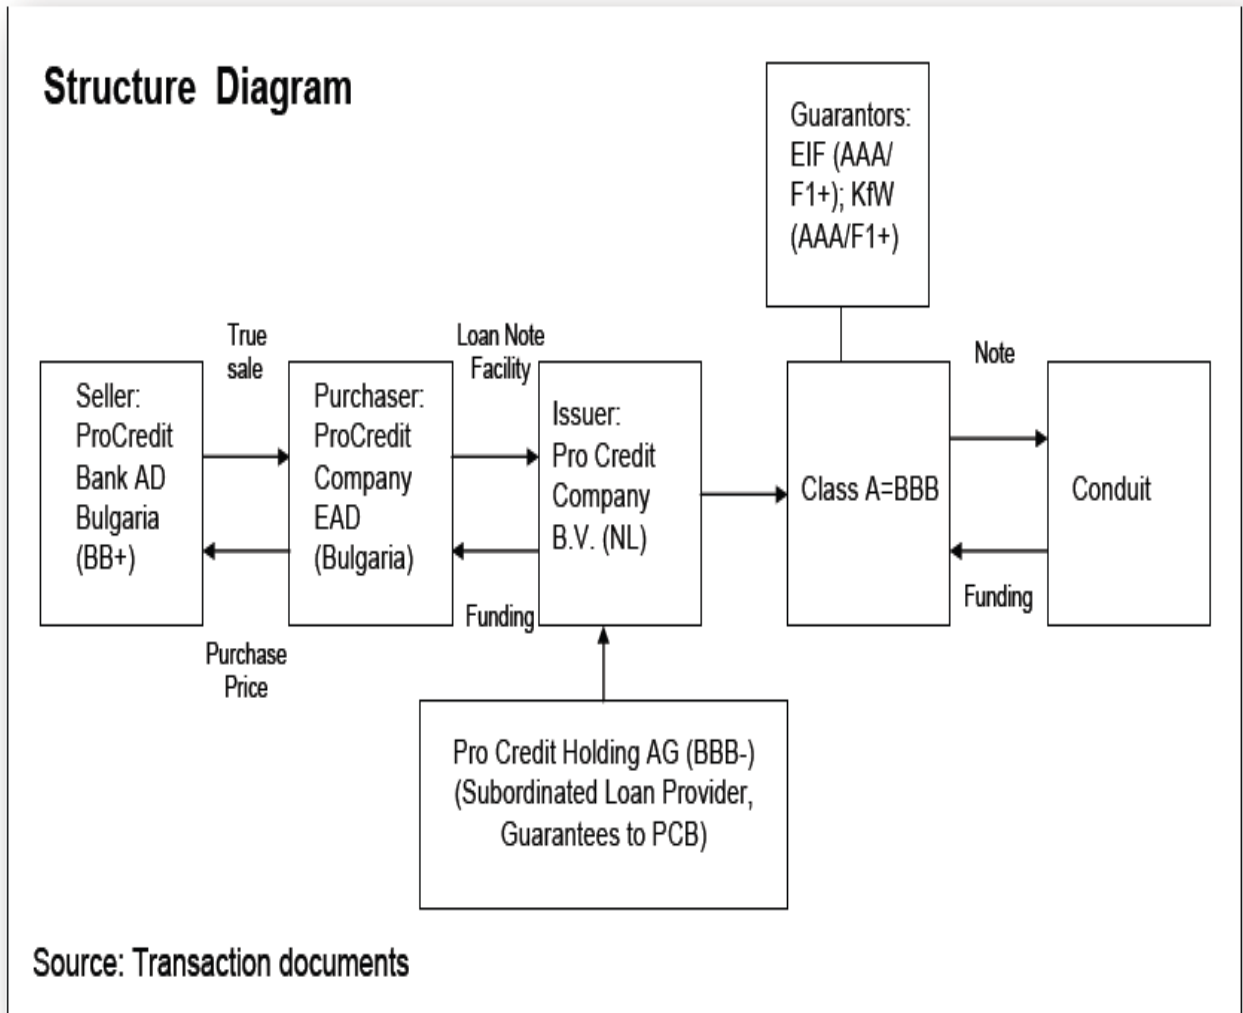 Structure Diagram
Guarantors:
EIF (AAA/
F1+); KfW
(AAA/F1+)
True
sale
Loan Note
Facility
Note
Seller:
ProCredit
Bank AD
Bulgaria
(BB+)
Purchaser:
ProCredit
Company
EAD
(Bulgaria)
Issuer:
Pro Credit
Company
B.V. (NL)
Class A=BBB
Conduit
Purchase
Price
Funding
Funding
Pro Credit Holding AG (BBB-)
(Subordinated Loan Provider,
Guarantees to PCB)
Source: Transaction documents